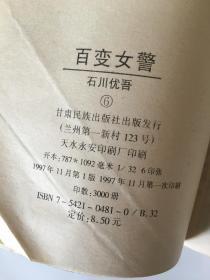 百变女警
石川优吾
⑥
甘肃民族出版社出版发行
(兰州第一新村123号)
天水永安印刷厂印刷
开本:787*1092毫米 1/32 6印张
1997年11月第1版 1997年11月第一次印刷
印数:3000册
ISBN 7-5421-0481-0/B.32
定价:8.50元